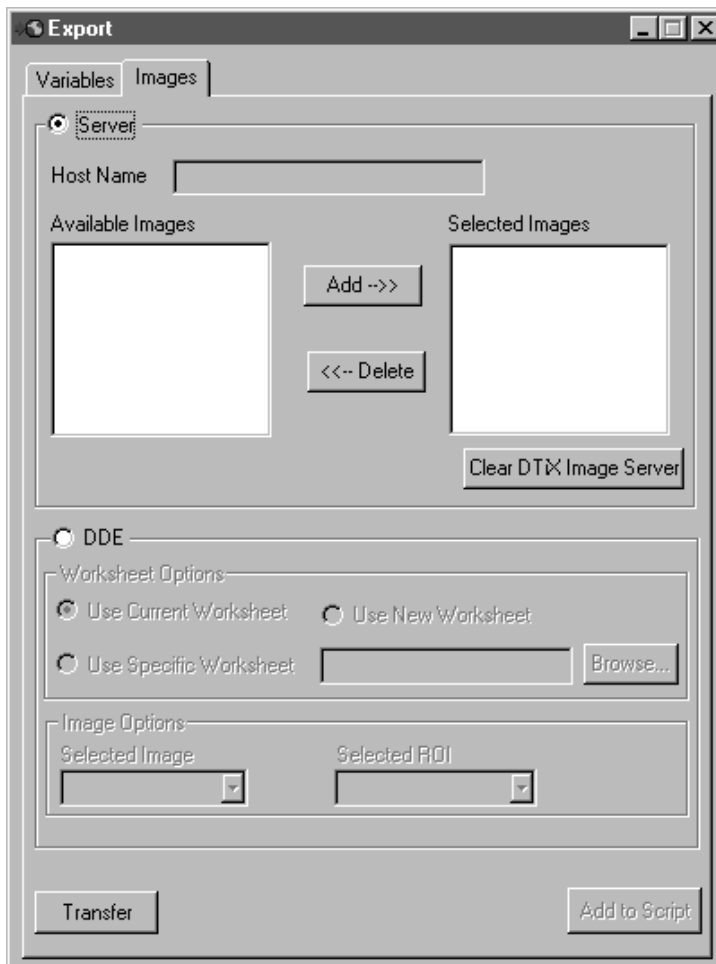 Export
Variables Images
Server
Host Name
Available Images Selected Images
Add -->>
<<-- Delete
Clear DTiX Image Server
DDE
Worksheet Options
Use Current Worksheet Use New Worksheet
Use Specific Worksheet Browse...
Image Options
Selected Image Selected ROI
Transfer Add to Script